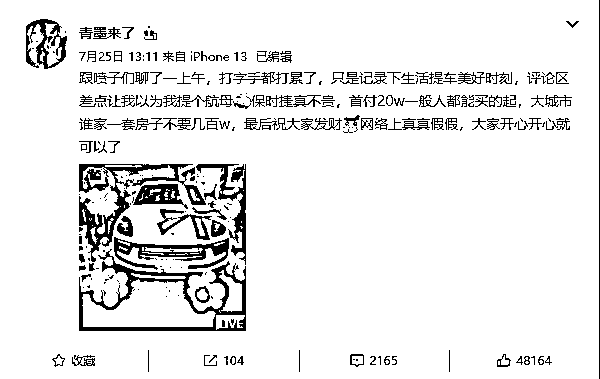 青墨来了
7月25日 13:11 来自 iPhone 13 已编辑
跟喷子们聊了一上午，打字手都打累了，只是记录下生活提车美好时刻，评论区
差点让我以为我提个航母保时捷真不贵，首付20w一般人都能买的起，大城市
谁家一套房子不要几百w，最后祝大家发财网络上真真假假，大家开心开心就
可以了
LIVE
收藏 104 2165 48164